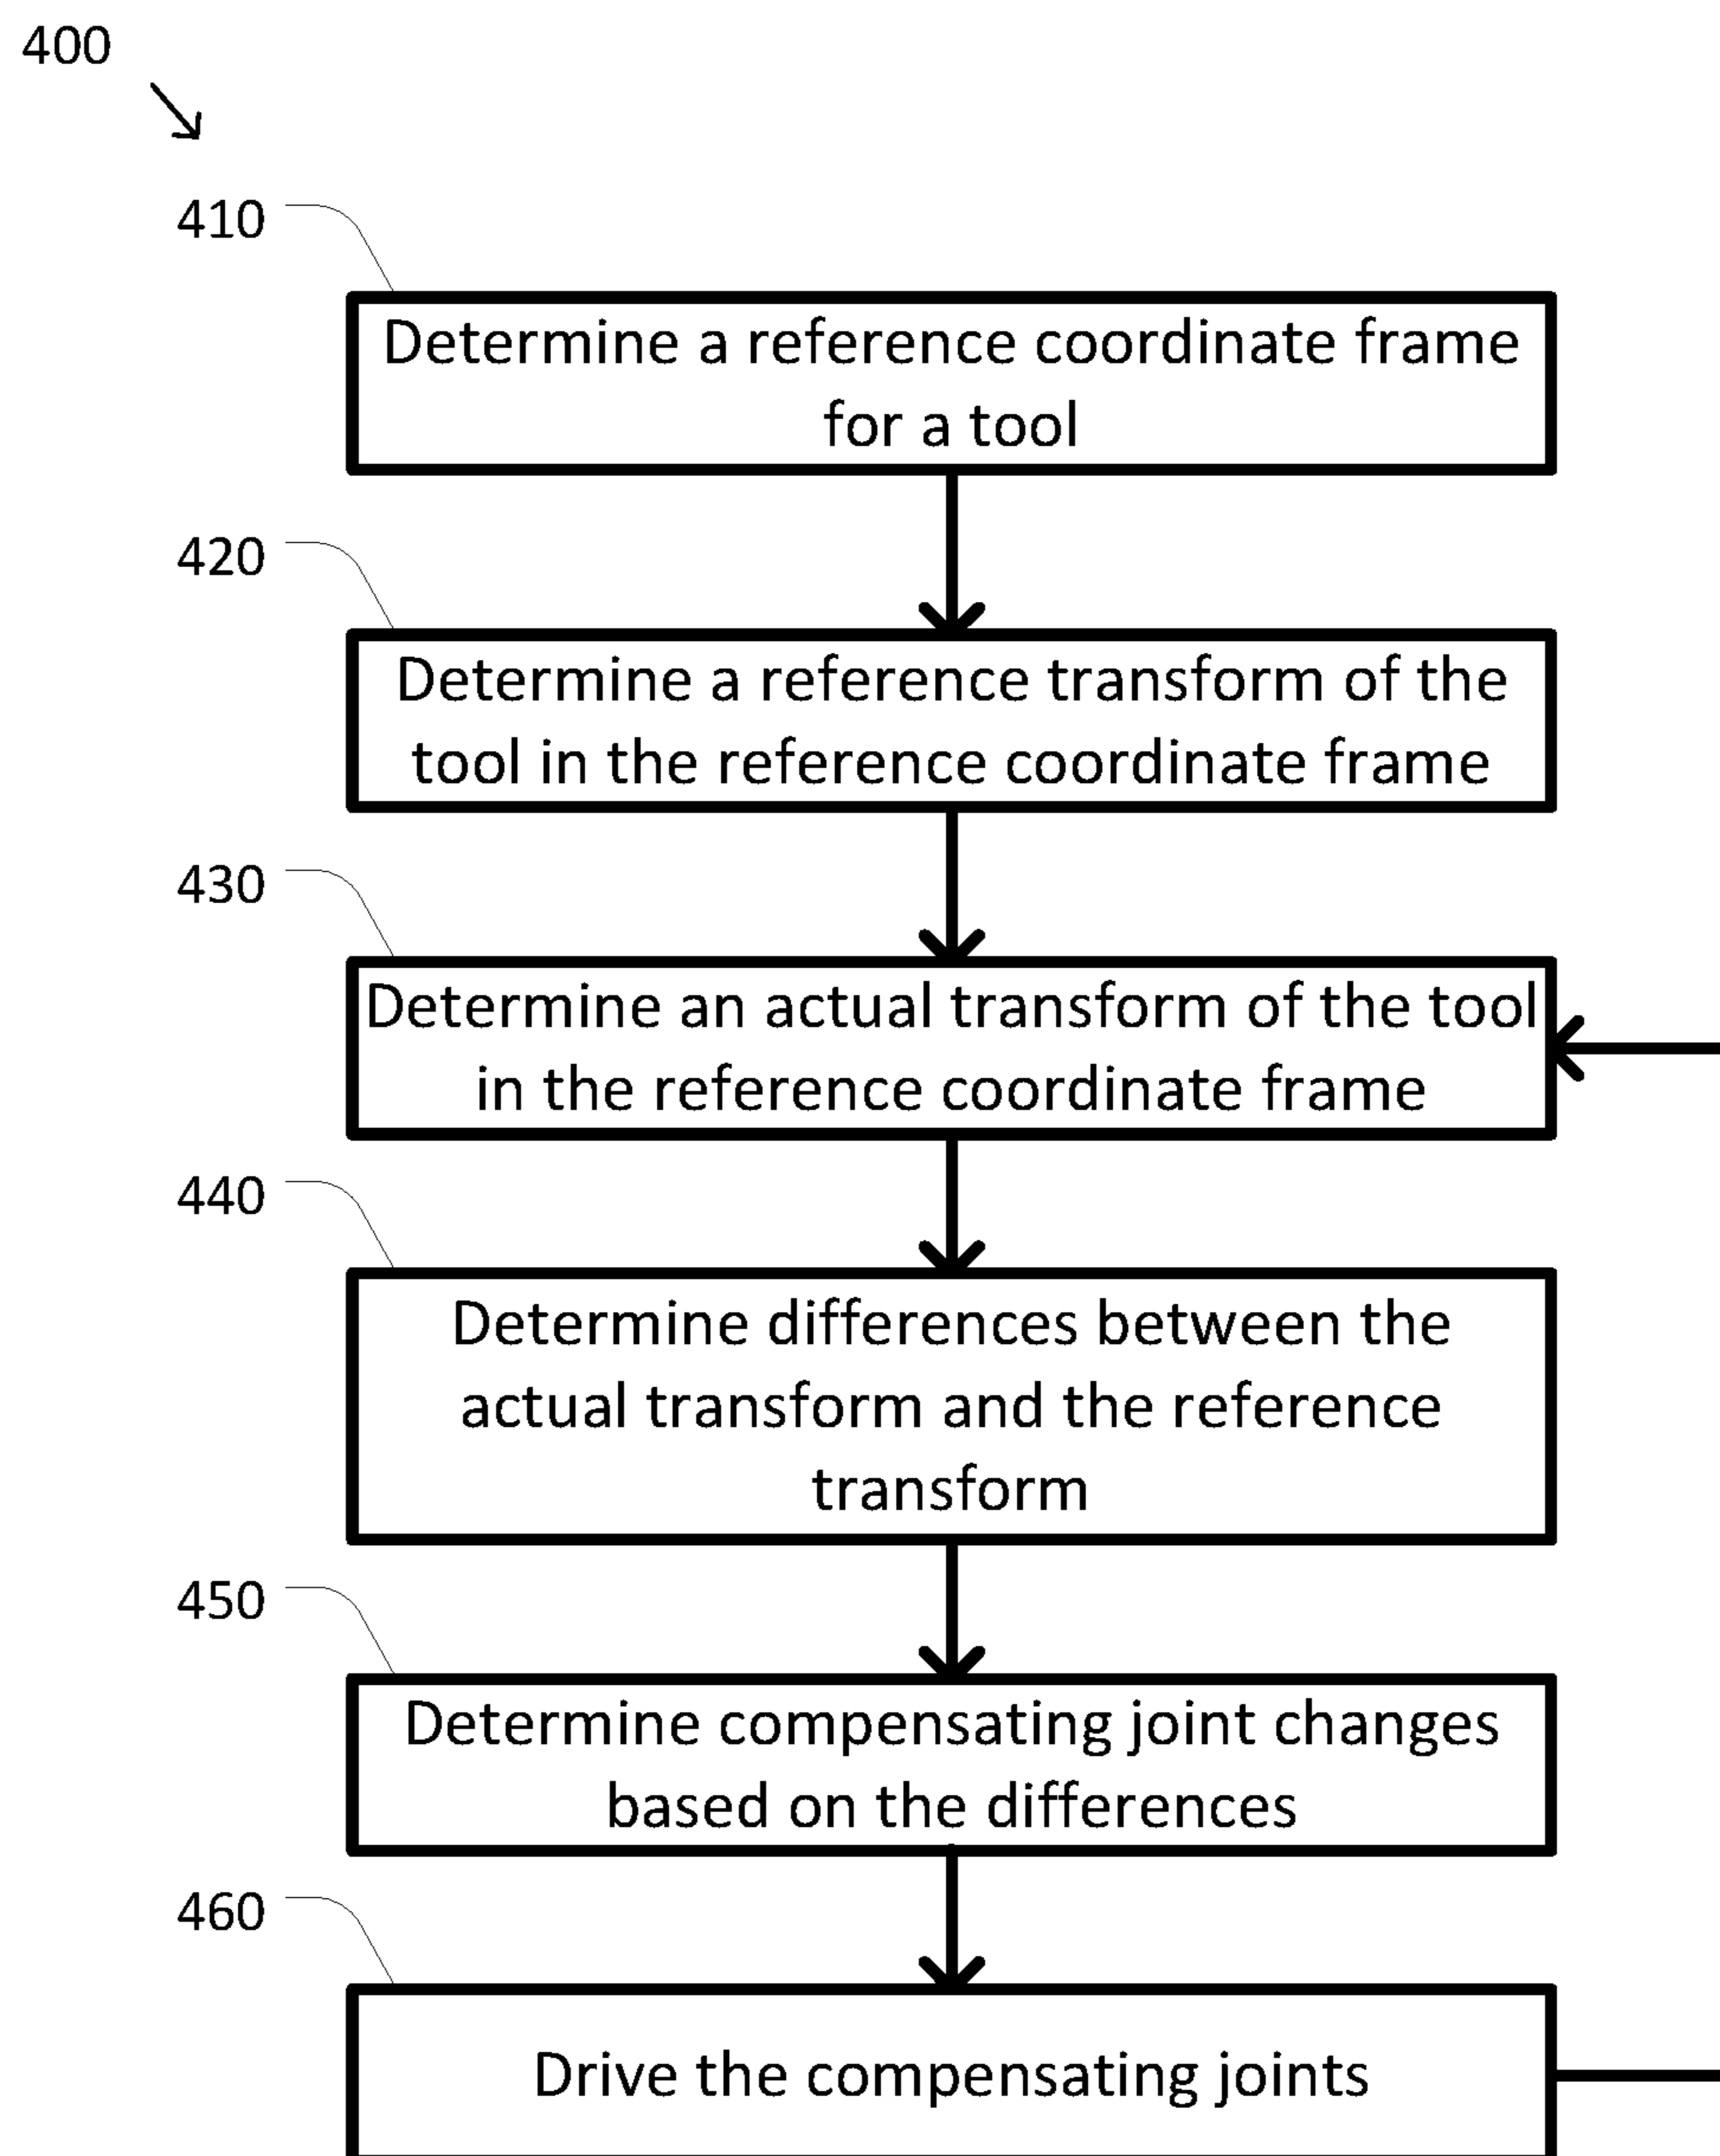 400
410
Determine a reference coordinate frame
for a tool
420
Determine a reference transform of the
tool in the reference coordinate frame
430
Determine an actual transform of the tool
in the reference coordinate frame
440
Determine differences between the
actual transform and the reference
transform
450
Determine compensating joint changes
based on the differences
460
Drive the compensating joints